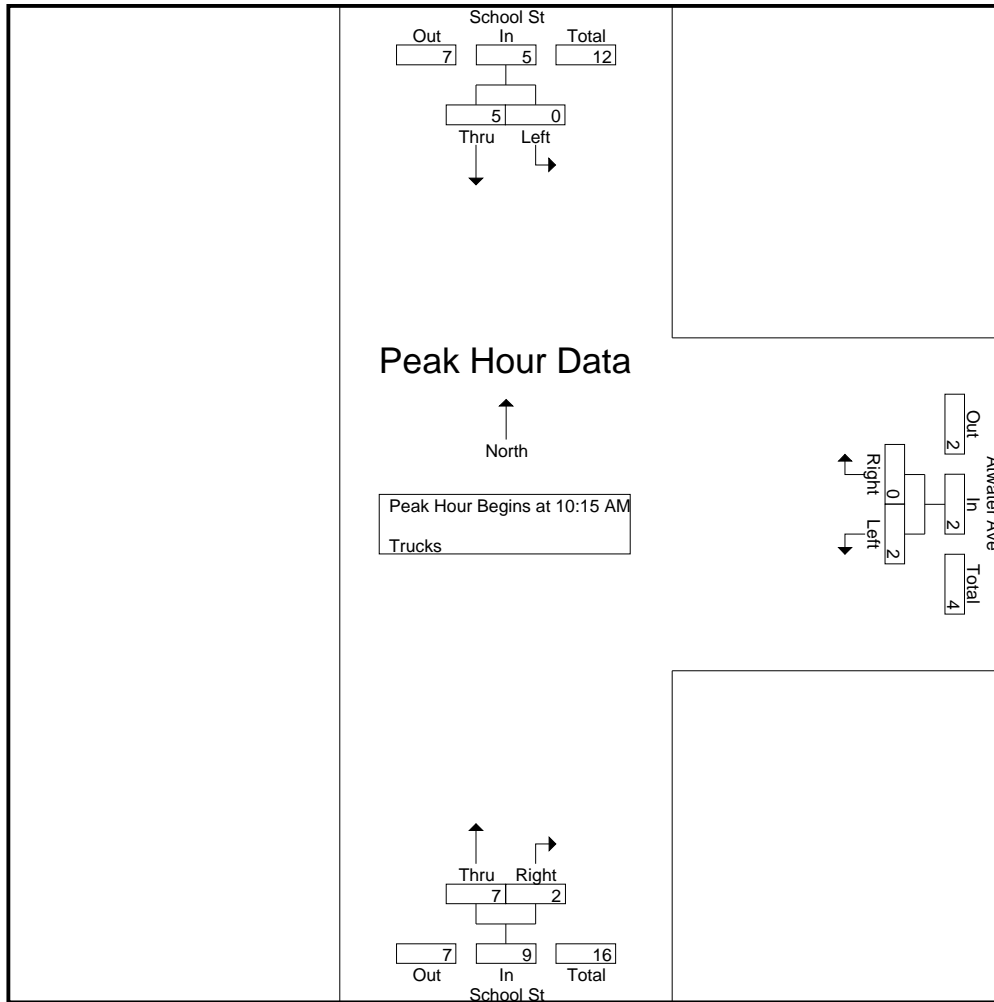 School St
Out In Total
7 5 12
5 0
Thru Left
Peak Hour Data
North
Peak Hour Begins at 10:15 AM
Trucks
Atwater Ave
Out In Total
2 2 4
Right Left
0 2
Thru Right
7 2
7 9 16
Out In Total
School St